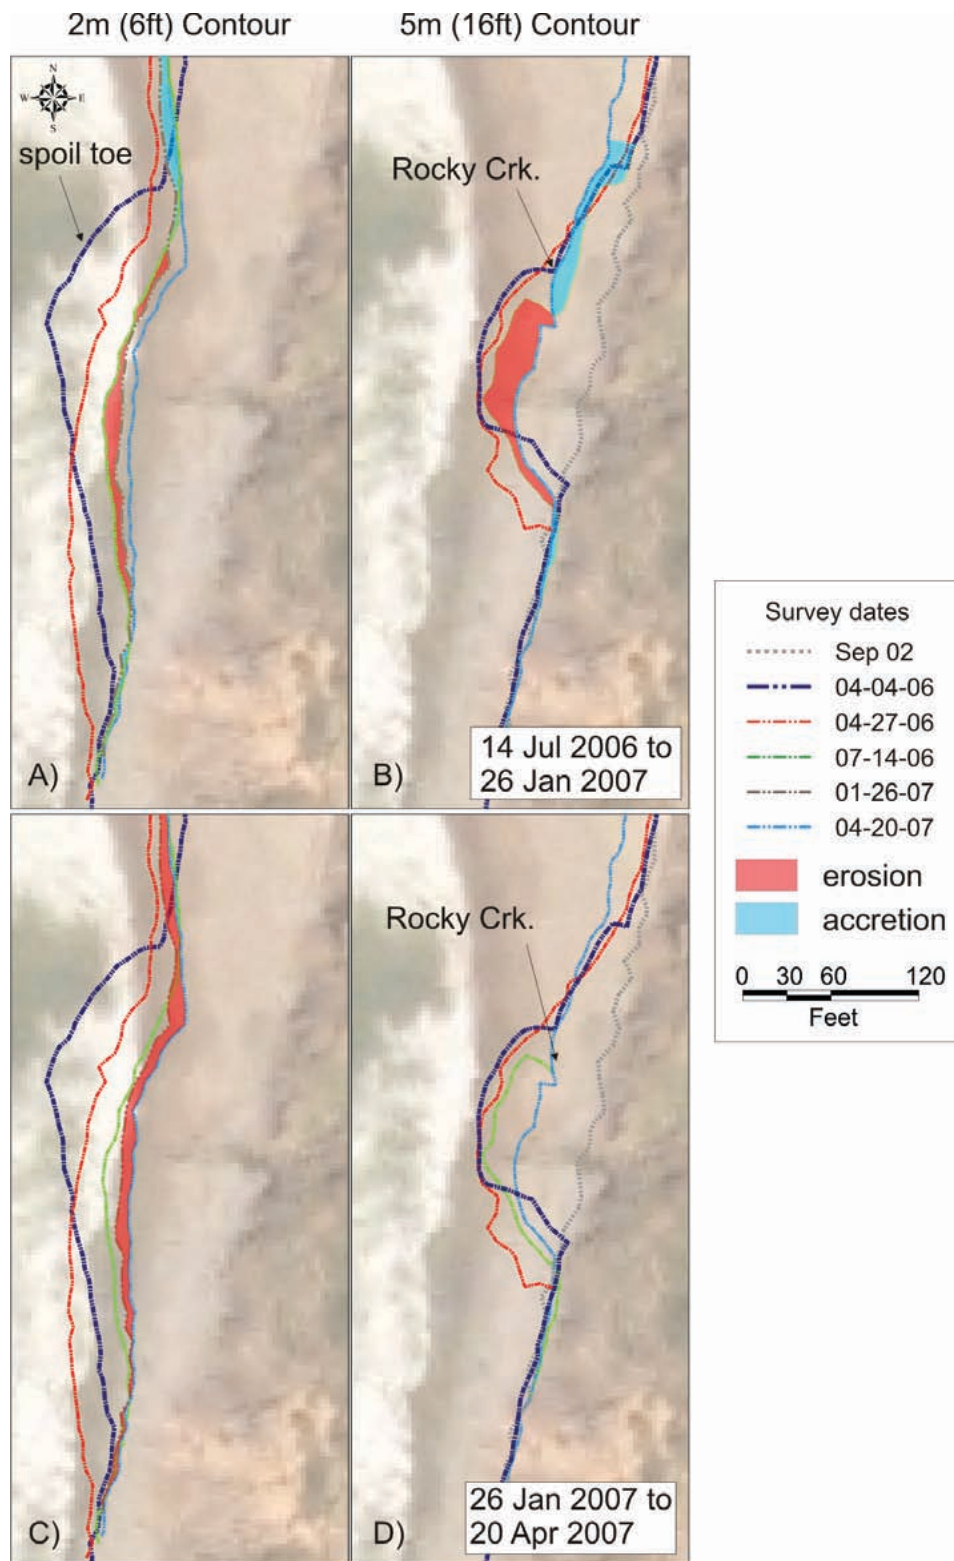 2m (6ft) Contour
5m (16ft) Contour
N
W E
S
spoil toe
Rocky Crk.
A)
B)
14 Jul 2006 to
26 Jan 2007
Rocky Crk.
C)
D)
26 Jan 2007 to
20 Apr 2007
Survey dates
Sep 02
04-04-06
04-27-06
07-14-06
01-26-07
04-20-07
erosion
accretion
0 30 60 120
Feet